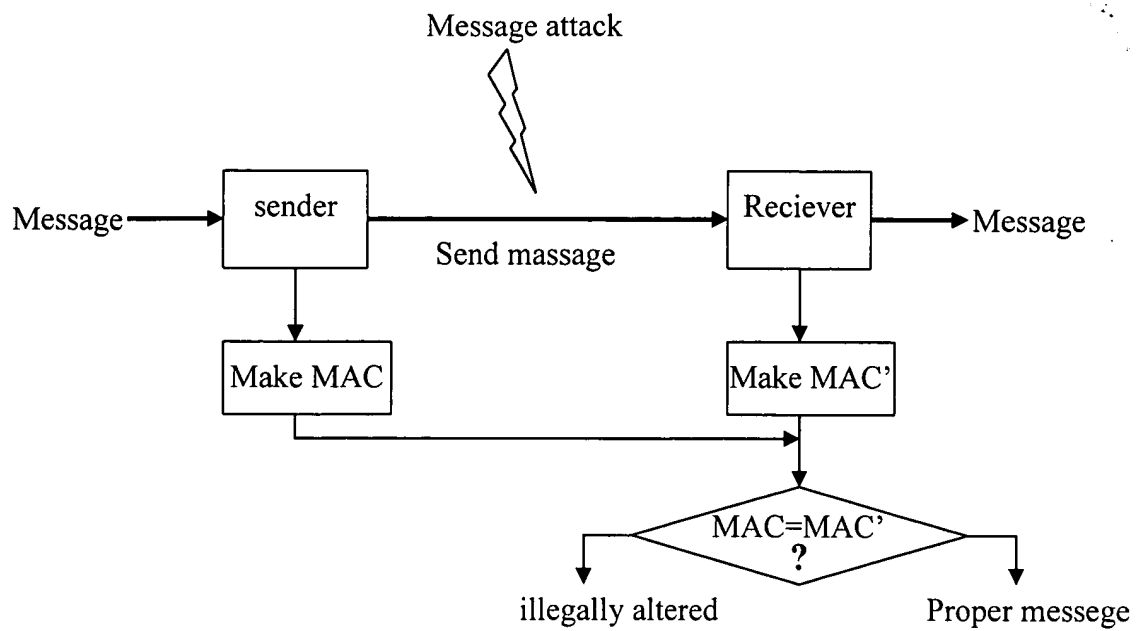 Message attack
Message
sender
Send massage
Reciever
Message
Make MAC
Make MAC’
MAC=MAC’
?
illegally altered
Proper messege